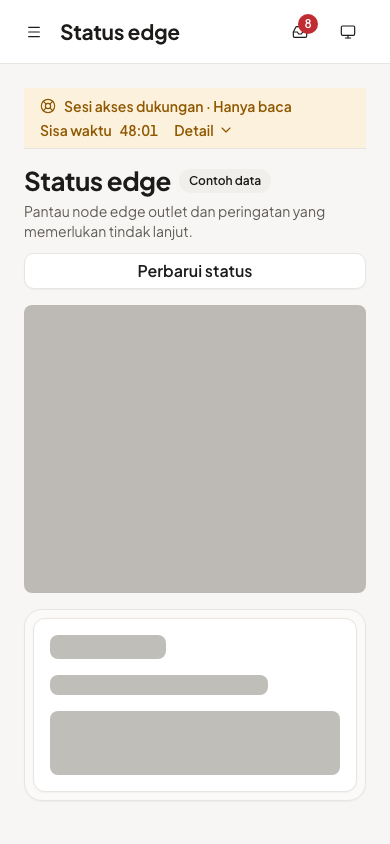 Status edge
8
Sesi akses dukungan · Hanya baca
Sisa waktu 48:01 Detail
Status edge Contoh data
Pantau node edge outlet dan peringatan yang
memerlukan tindak lanjut.
Perbarui status